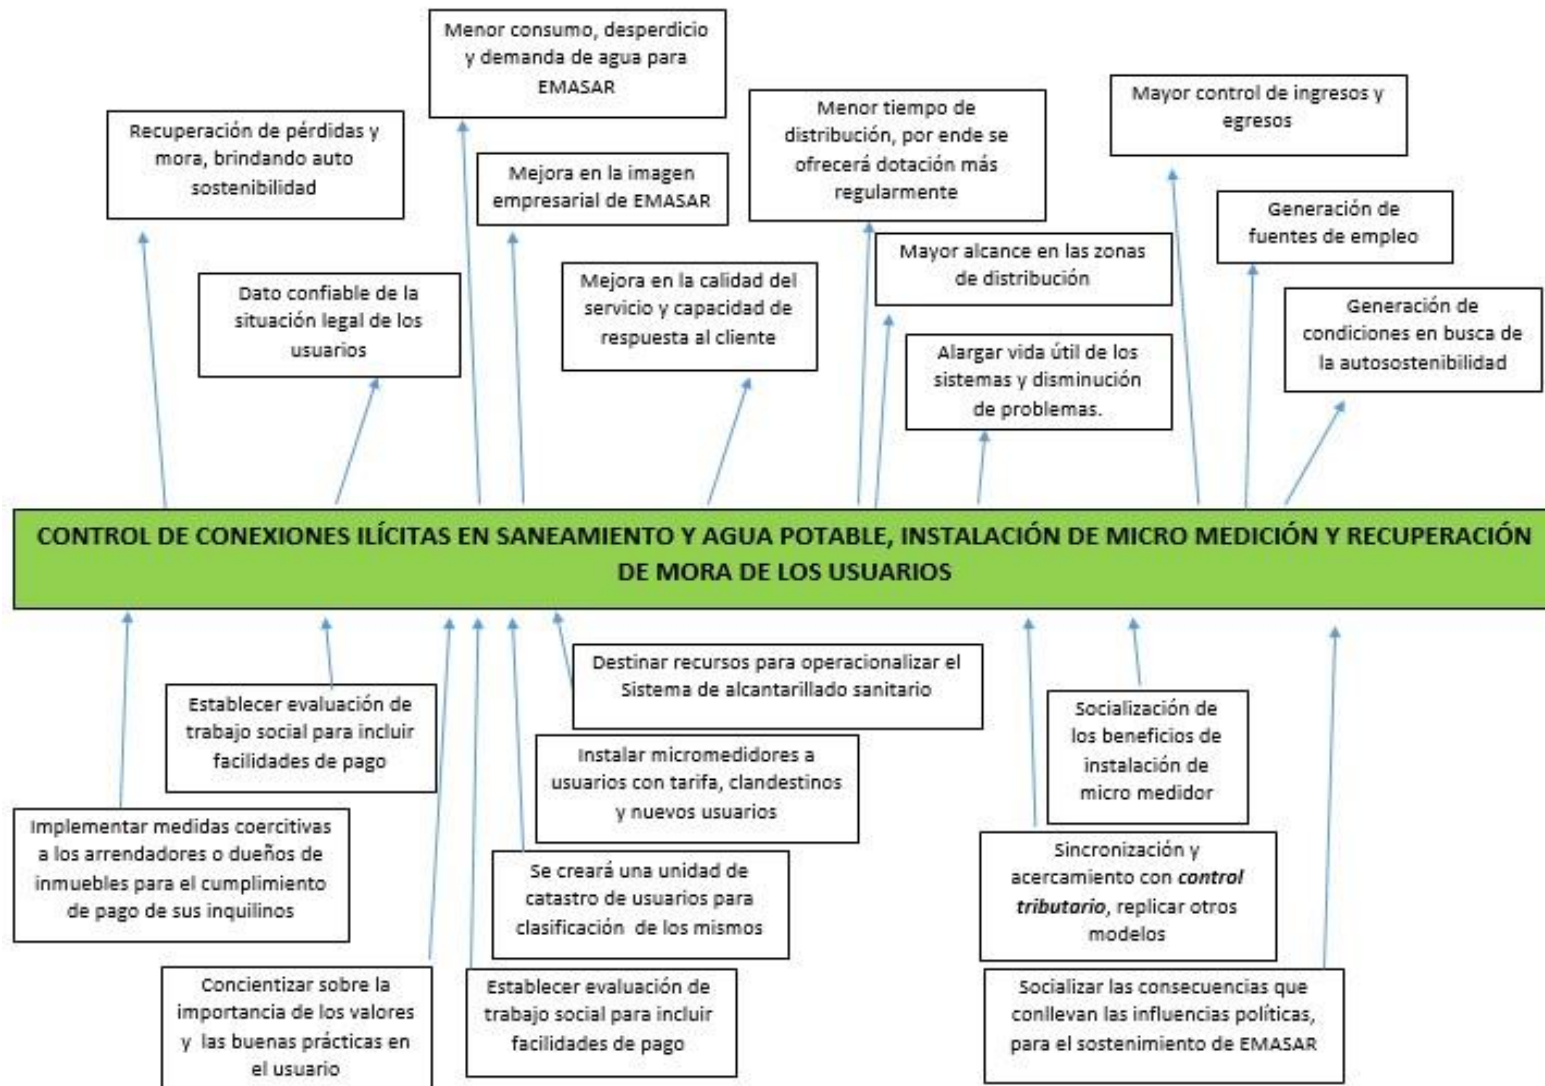 Menor consumo, desperdicio
y demanda de agua para
EMASAR
Recuperación de pérdidas y
mora, brindando auto
sostenibilidad
Mejora en la imagen
empresarial de EMASAR
Menor tiempo de
distribución, por ende se
ofrecerá dotación más
regularmente
Mayor control de ingresos y
egresos
Generación de
fuentes de empleo
Dato confiable de la
situación legal de los
usuarios
Mejora en la calidad del
servicio y capacidad de
respuesta al cliente
Mayor alcance en las zonas
de distribución
Alargar vida útil de los
sistemas y disminución
de problemas.
Generación de
condiciones en busca de
la autosostenibilidad
CONTROL DE CONEXIONES ILÍCITAS EN SANEAMIENTO Y AGUA POTABLE, INSTALACIÓN DE MICRO MEDICIÓN Y RECUPERACIÓN
DE MORA DE LOS USUARIOS
Destinar recursos para operacionalizar el
Sistema de alcantarillado sanitario
Establecer evaluación de
trabajo social para incluir
facilidades de pago
Instalar micromedidores a
usuarios con tarifa, clandestinos
y nuevos usuarios
Socialización de
los beneficios de
instalación de
micro medidor
Implementar medidas coercitivas
a los arrendadores o dueños de
inmuebles para el cumplimiento
de pago de sus inquilinos
Se creará una unidad de
catastro de usuarios para
clasificación de los mismos
Sincronización y
acercamiento con control
tributario, replicar otros
modelos
Concientizar sobre la
importancia de los valores
y las buenas prácticas en
el usuario
Establecer evaluación de
trabajo social para incluir
facilidades de pago
Socializar las consecuencias que
conllevan las influencias políticas,
para el sostenimiento de EMASAR